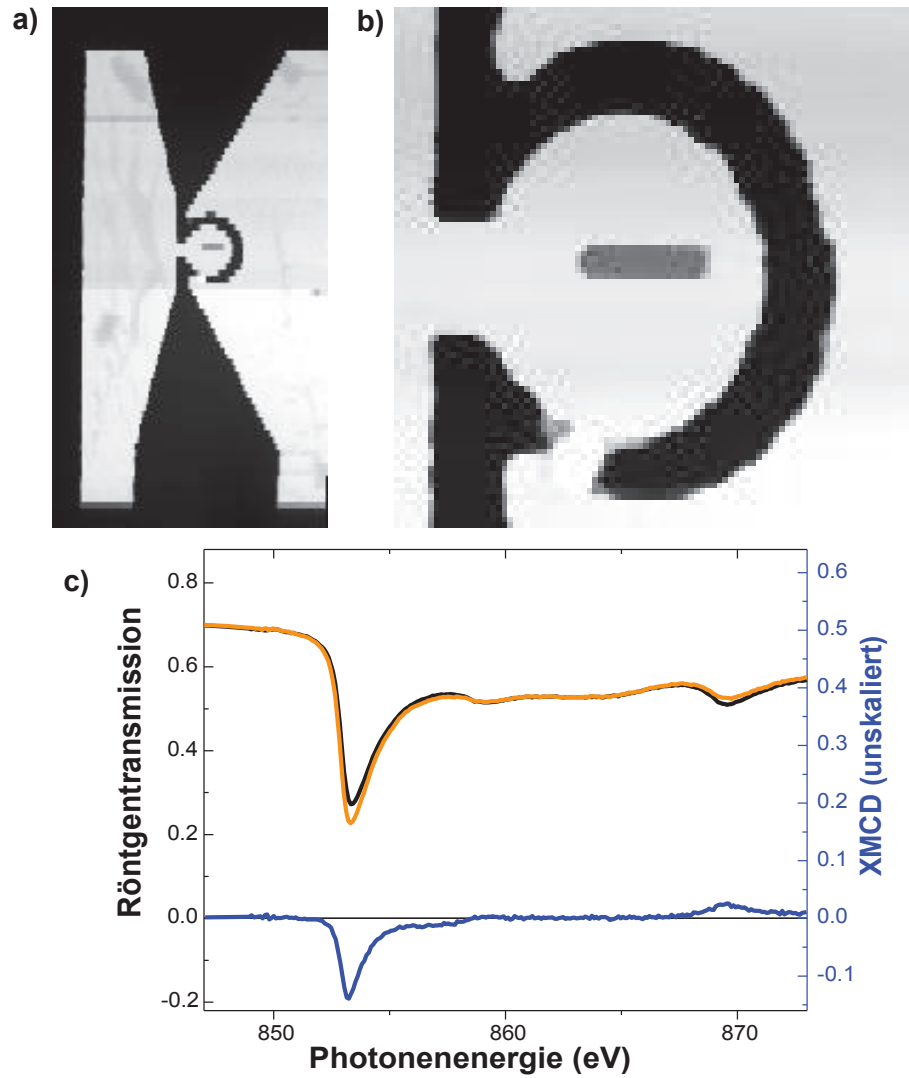 a)
b)
c)
Röntgentransmission
0.8
0.6
0.4
0.2
0.0
-0.2
0.6
0.5
0.4
0.3
0.2
0.1
0.0
-0.1
XMCD (unskaliert)
850
860
870
Photonenenergie (eV)